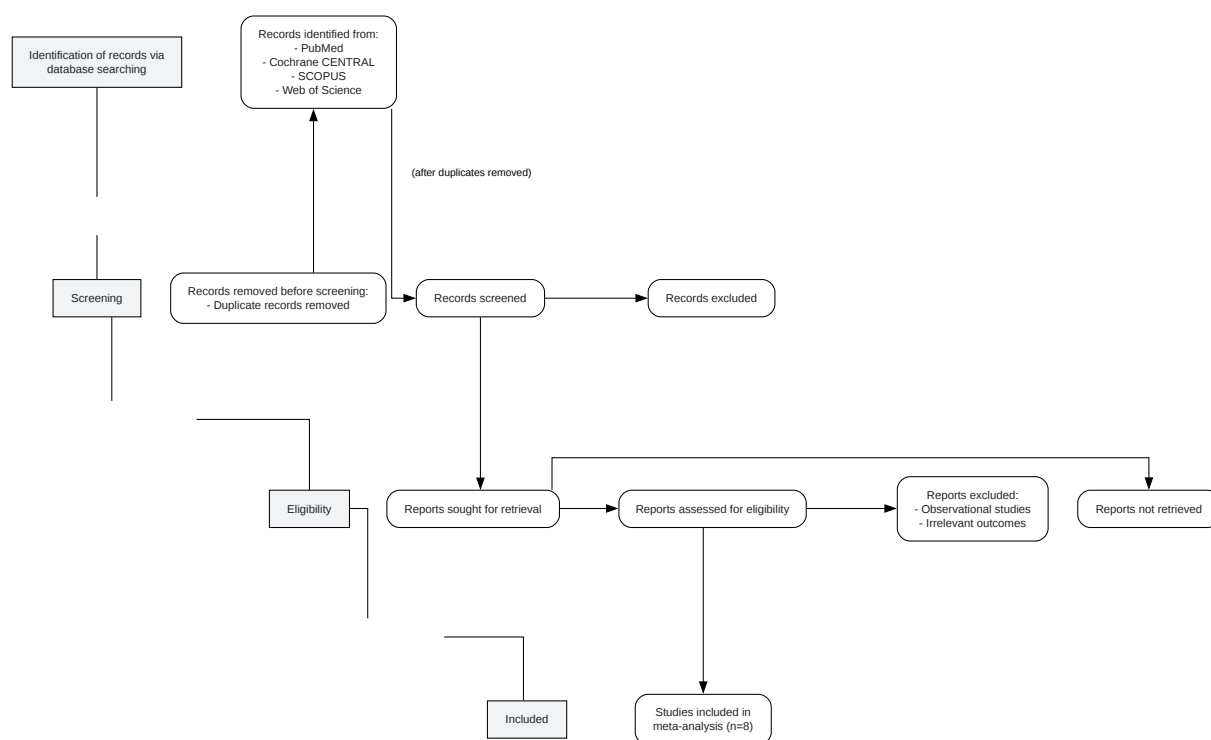 Identification of records via
database searching
Records identified from:
- PubMed
- Cochrane CENTRAL
- SCOPUS
- Web of Science
(after duplicates removed)
Screening
Records removed before screening:
- Duplicate records removed
Records screened
Records excluded
Eligibility
Reports sought for retrieval
Reports assessed for eligibility
Reports excluded:
- Observational studies
- Irrelevant outcomes
Reports not retrieved
Included
Studies included in
meta-analysis (n=8)